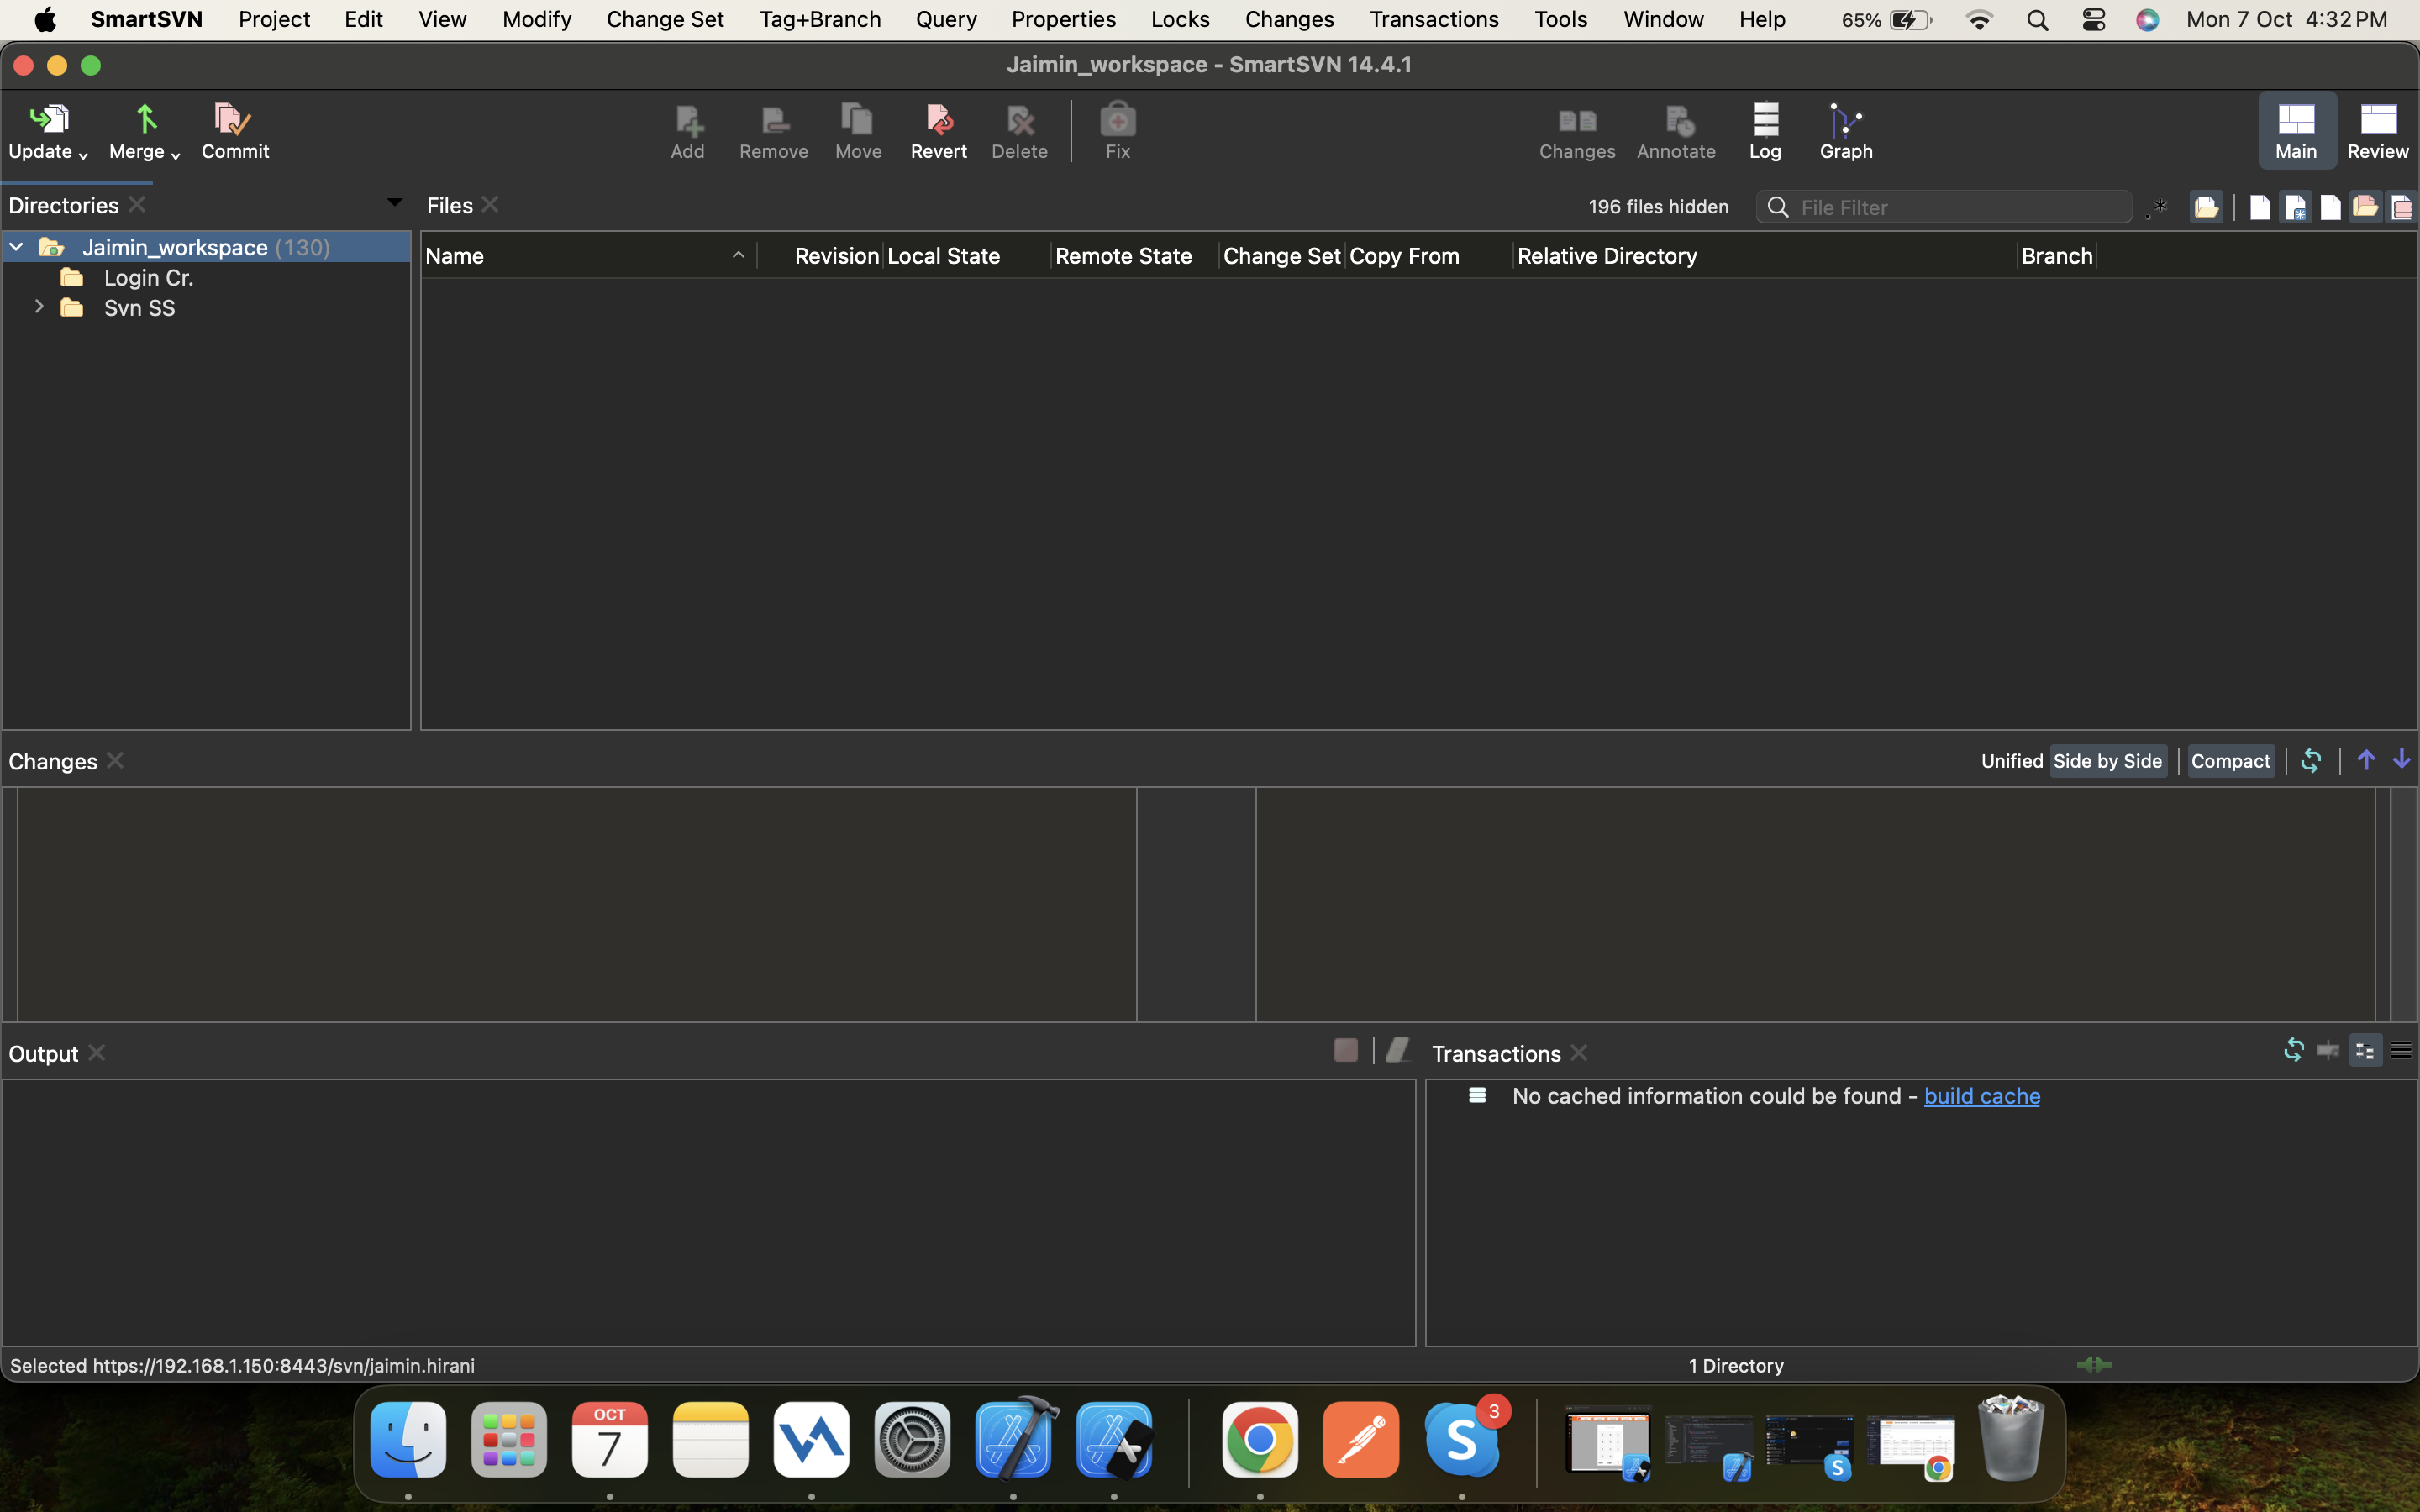 SmartSVN Project Edit View Modify Change Set Tag+Branch Query Properties Locks Changes Transactions Tools Window Help 65% Mon 7 Oct 4:32 PM
Jaimin_workspace - SmartSVN 14.4.1
Update Merge Commit Add Remove Move Revert Delete Fix Changes Annotate Log Graph Main Review
Directories Files 196 files hidden File Filter .*
Jaimin_workspace (130)
Login Cr.
Svn SS
Name Revision Local State Remote State Change Set Copy From Relative Directory Branch
Changes Unified Side by Side Compact
Output Transactions
No cached information could be found - build cache
Selected https://192.168.1.150:8443/svn/jaimin.hirani 1 Directory
OCT
7
S
3
S